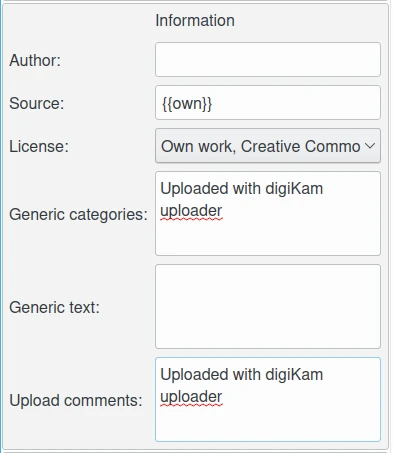 Information
Author:
Source: {{own}}
License: Own work, Creative Commo
Generic categories: Uploaded with digiKam
uploader
Generic text:
Upload comments: Uploaded with digiKam
uploader